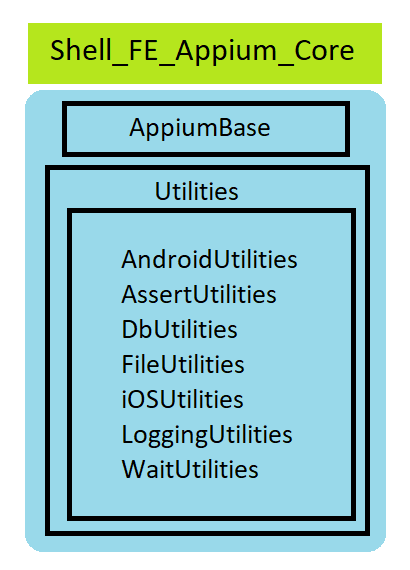 Shell_FE_Appium_Core
AppiumBase
Utilities
AndroidUtilities
AssertUtilities
DbUtilities
FileUtilities
iOSUtilities
LoggingUtilities
WaitUtilities